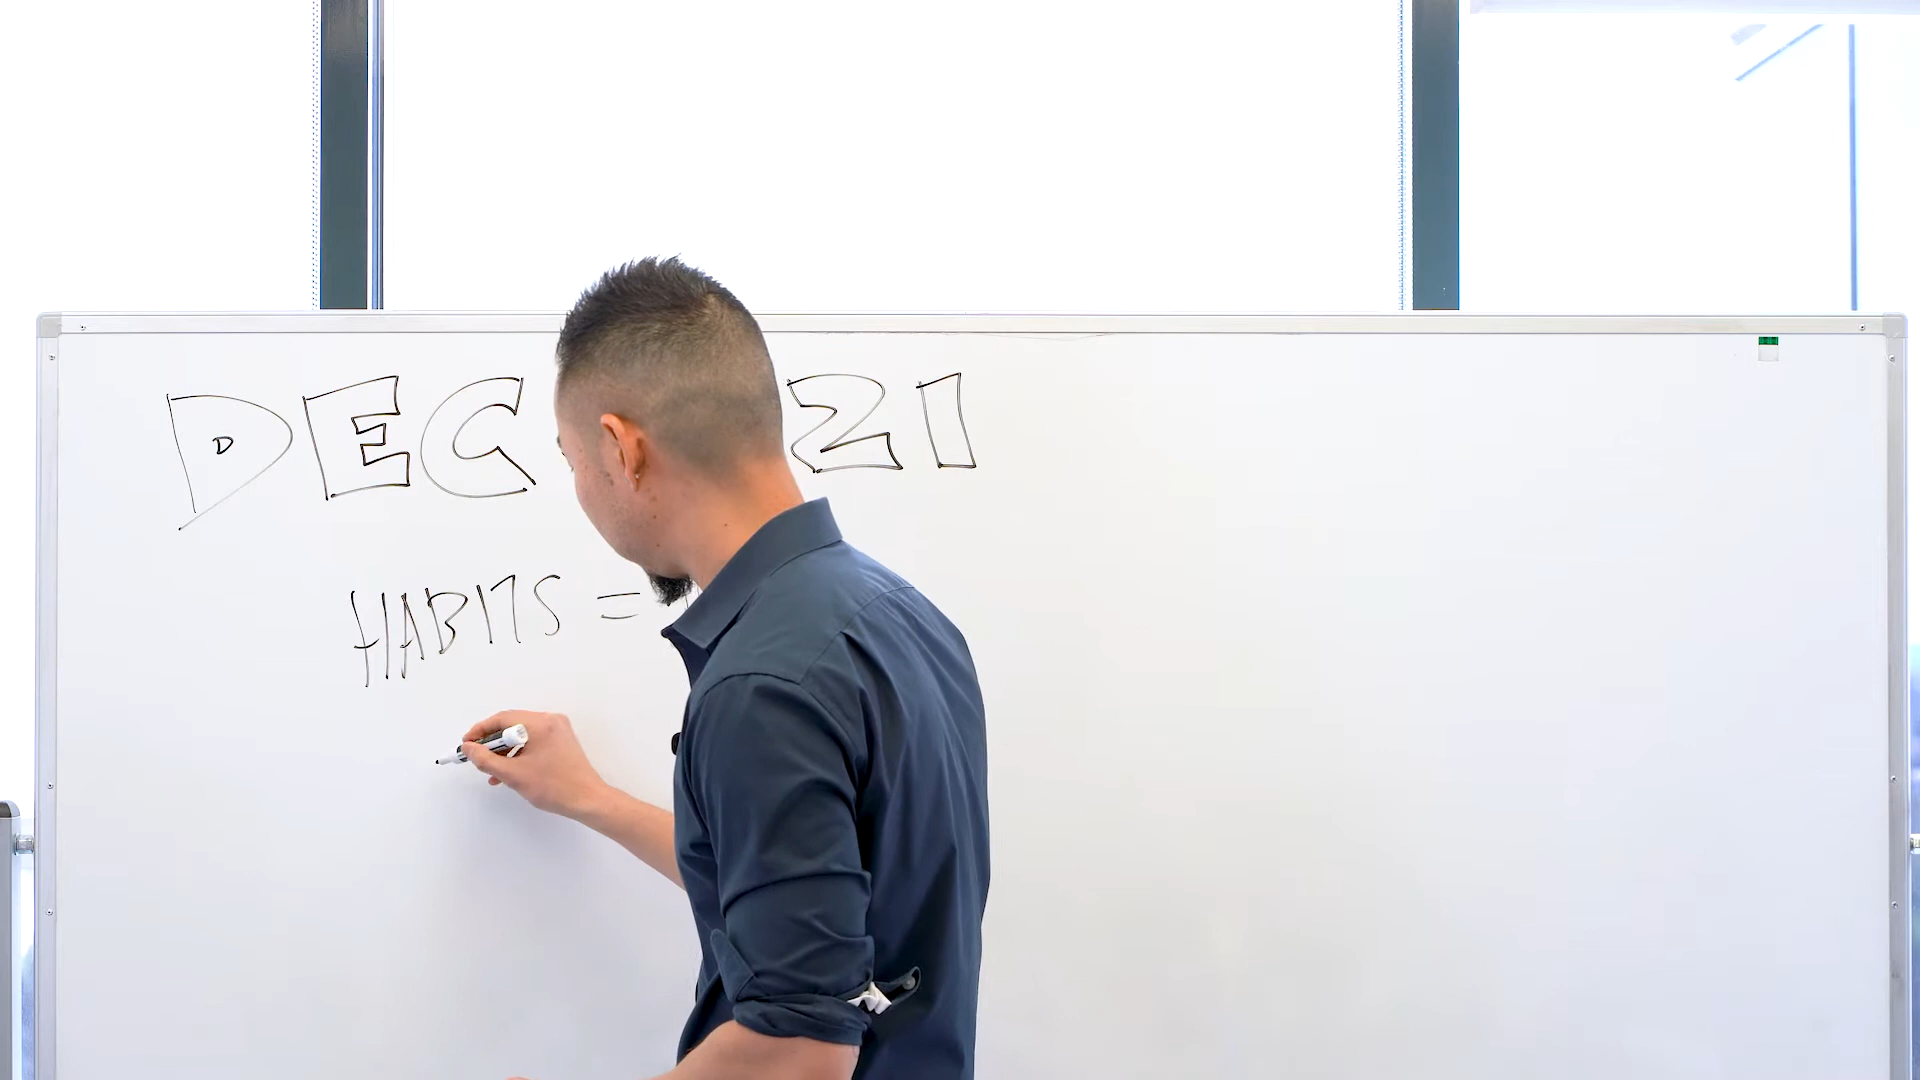 DEC 21
HABITS =